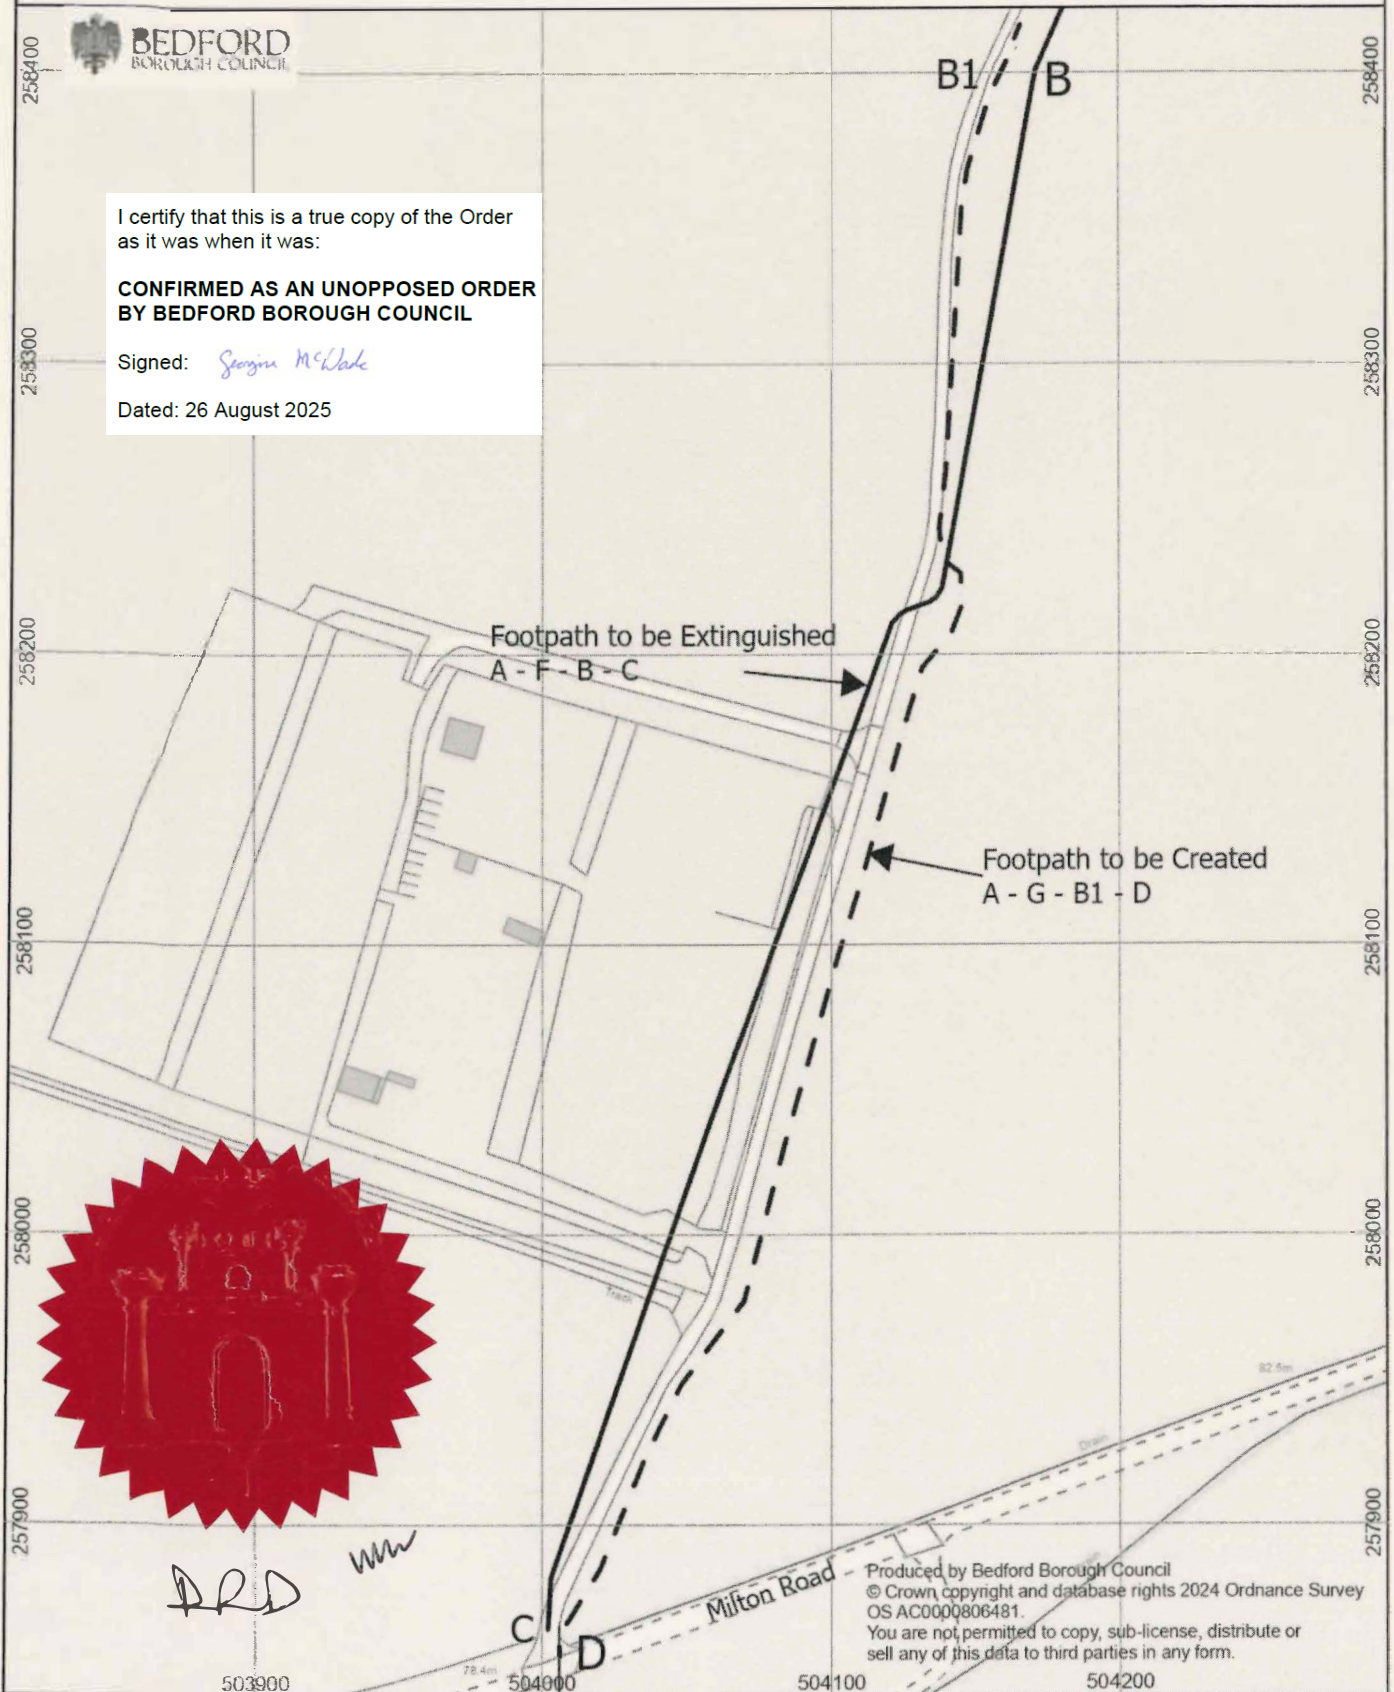 BEDFORD
BOROUGH COUNCIL
B1
B
258400
258400
I certify that this is a true copy of the Order
as it was when it was:
CONFIRMED AS AN UNOPPOSED ORDER
BY BEDFORD BOROUGH COUNCIL
Signed: Georgina McWade
Dated: 26 August 2025
258300
258300
Footpath to be Extinguished
A - F - B - C
258200
258200
Footpath to be Created
A - G - B1 - D
258100
258100
258000
258000
Track
82.5m
Drain
257900
257900
Drain
Milton Road
Produced by Bedford Borough Council
© Crown copyright and database rights 2024 Ordnance Survey
OS AC0000806481.
You are not permitted to copy, sub-license, distribute or
sell any of this data to third parties in any form.
C
D
78.4m
503900
504000
504100
504200